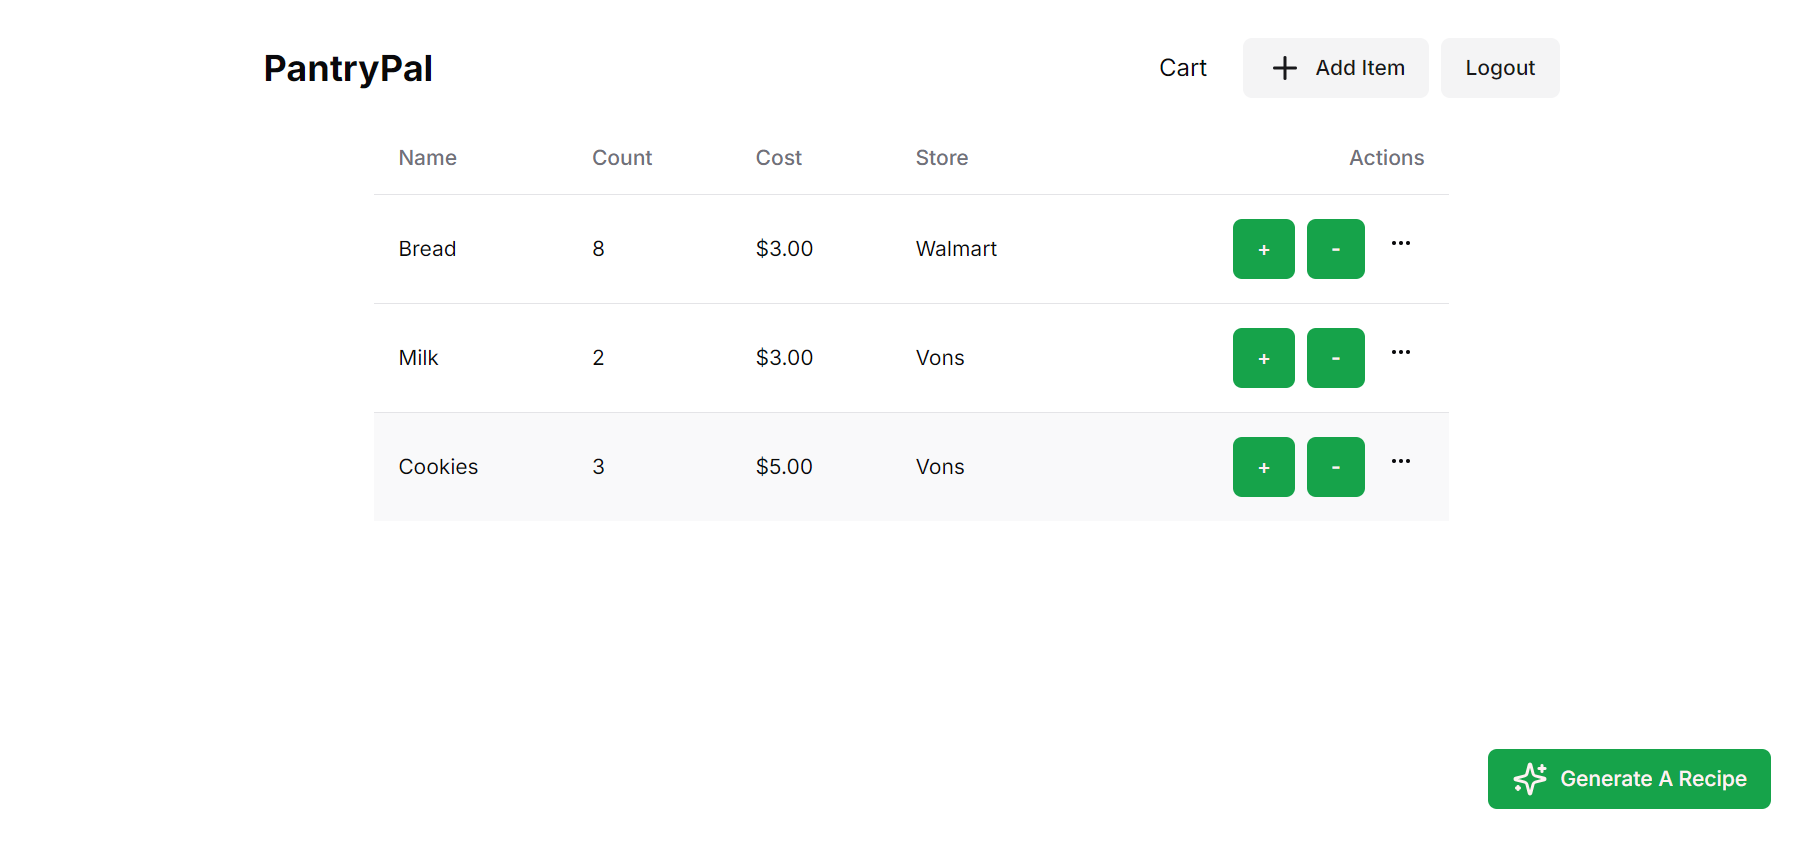 PantryPal Cart + Add Item Logout
Name Count Cost Store Actions
Bread 8 $3.00 Walmart + - ...
Milk 2 $3.00 Vons + - ...
Cookies 3 $5.00 Vons + - ...
Generate A Recipe